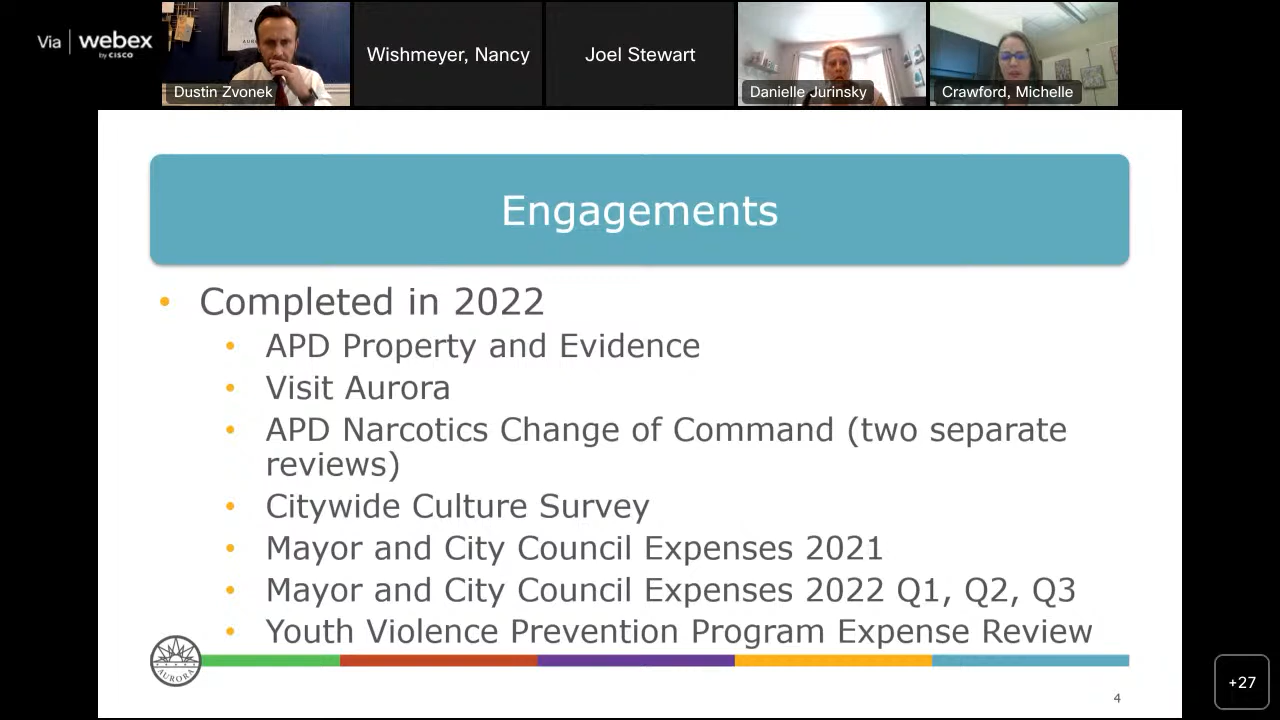 Via | webex
by CISCO
Dustin Zvonek
Wishmeyer, Nancy
Joel Stewart
Danielle Jurinsky
Crawford, Michelle
Engagements
• Completed in 2022
• APD Property and Evidence
• Visit Aurora
• APD Narcotics Change of Command (two separate
reviews)
• Citywide Culture Survey
• Mayor and City Council Expenses 2021
• Mayor and City Council Expenses 2022 Q1, Q2, Q3
• Youth Violence Prevention Program Expense Review
AURORA
4
+27